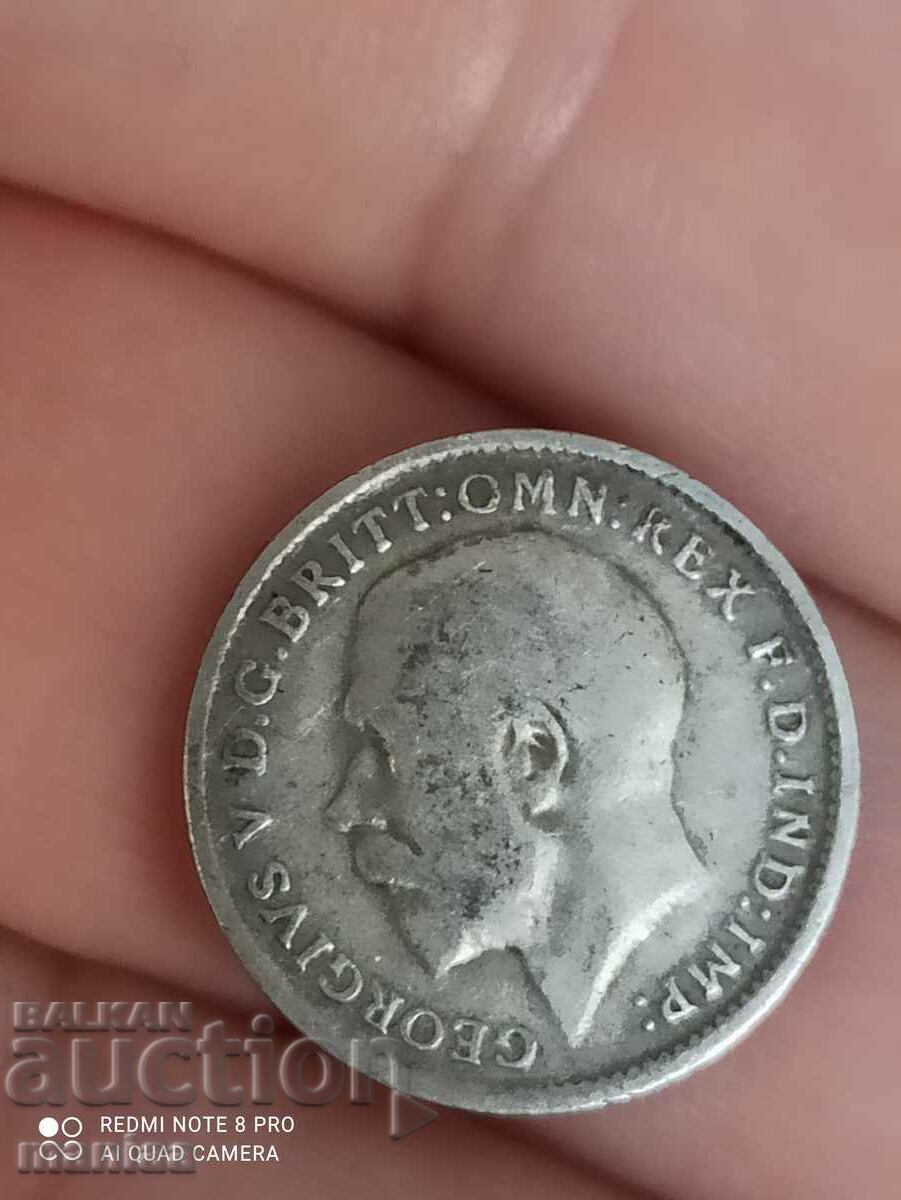 GEORGIVS V D.G.BRITT:OMN:REX F.D.IND:IMP:
BALKAN
auction
REDMI NOTE 8 PRO
AI QUAD CAMERA